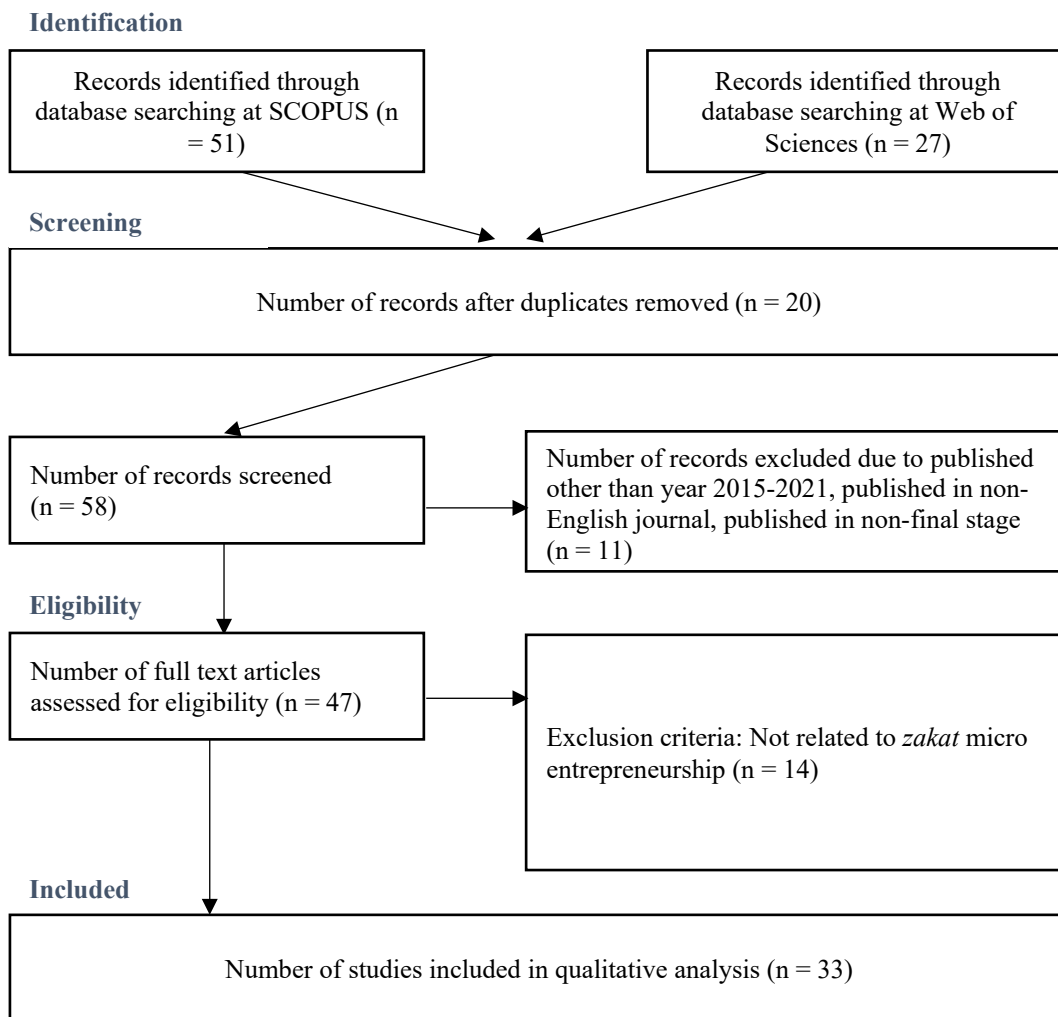 Identification
Records identified through
database searching at SCOPUS (n
= 51)
Records identified through
database searching at Web of
Sciences (n = 27)
Screening
Number of records after duplicates removed (n = 20)
Number of records screened
(n = 58)
Number of records excluded due to published
other than year 2015-2021, published in non-
English journal, published in non-final stage
(n = 11)
Eligibility
Number of full text articles
assessed for eligibility (n = 47)
Exclusion criteria: Not related to zakat micro
entrepreneurship (n = 14)
Included
Number of studies included in qualitative analysis (n = 33)